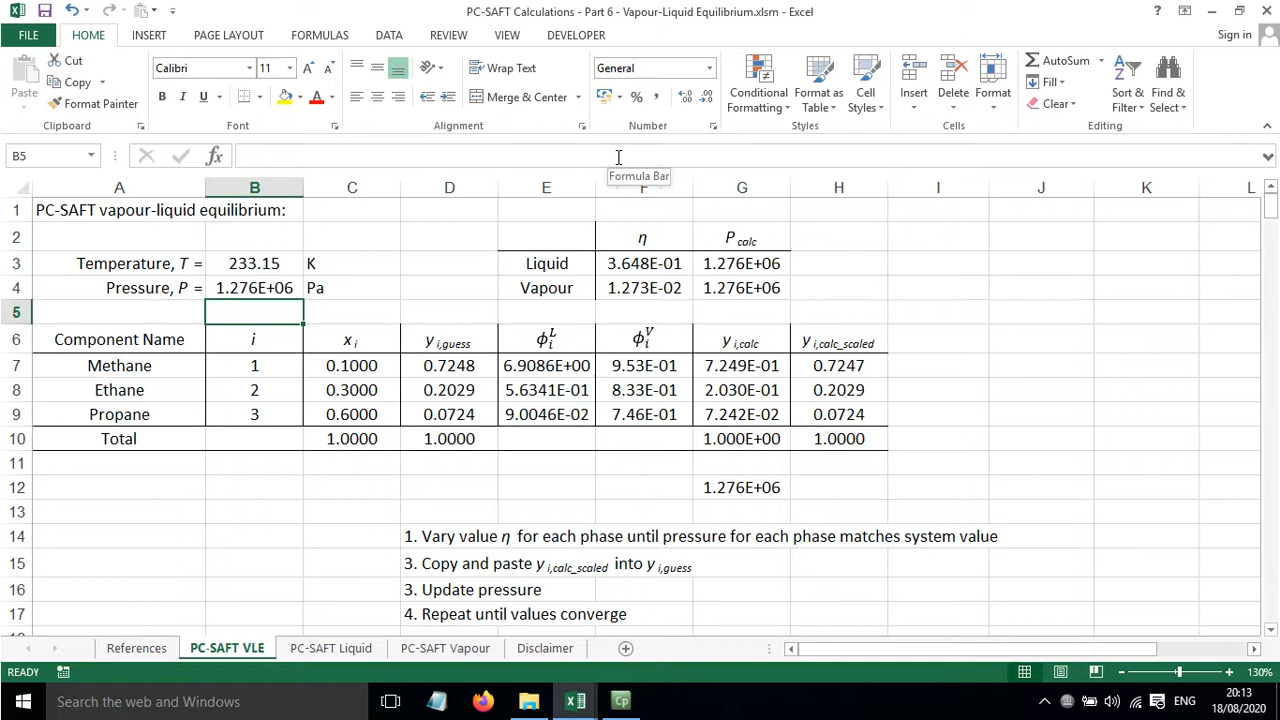 PC-SAFT Calculations - Part 6 - Vapour-Liquid Equilibrium.xlsm - Excel
FILE HOME INSERT PAGE LAYOUT FORMULAS DATA REVIEW VIEW DEVELOPER Sign in
Paste Cut Calibri 11 Wrap Text General Conditional Formatting Format as Table Cell Styles Insert Delete Format AutoSum Sort & Filter Find & Select
Copy Fill
Format Painter B I U A Merge & Center % Clear
Clipboard Font Alignment Number Styles Cells Editing
B5 fx
Formula Bar
A B C D E F G H I J K L
1 PC-SAFT vapour-liquid equilibrium:
2 η P calc
3 Temperature, T = 233.15 K Liquid 3.648E-01 1.276E+06
4 Pressure, P = 1.276E+06 Pa Vapour 1.273E-02 1.276E+06
5
6 Component Name i x i y i,guess ϕ i L ϕ i V y i,calc y i,calc_scaled
7 Methane 1 0.1000 0.7248 6.9086E+00 9.53E-01 7.249E-01 0.7247
8 Ethane 2 0.3000 0.2029 5.6341E-01 8.33E-01 2.030E-01 0.2029
9 Propane 3 0.6000 0.0724 9.0046E-02 7.46E-01 7.242E-02 0.0724
10 Total 1.0000 1.0000 1.000E+00 1.0000
11
12 1.276E+06
13
14 1. Vary value η for each phase until pressure for each phase matches system value
15 3. Copy and paste y i,calc_scaled into y i,guess
16 3. Update pressure
17 4. Repeat until values converge
References PC-SAFT VLE PC-SAFT Liquid PC-SAFT Vapour Disclaimer
READY 130%
Search the web and Windows Cp ENG 20:13
18/08/2020